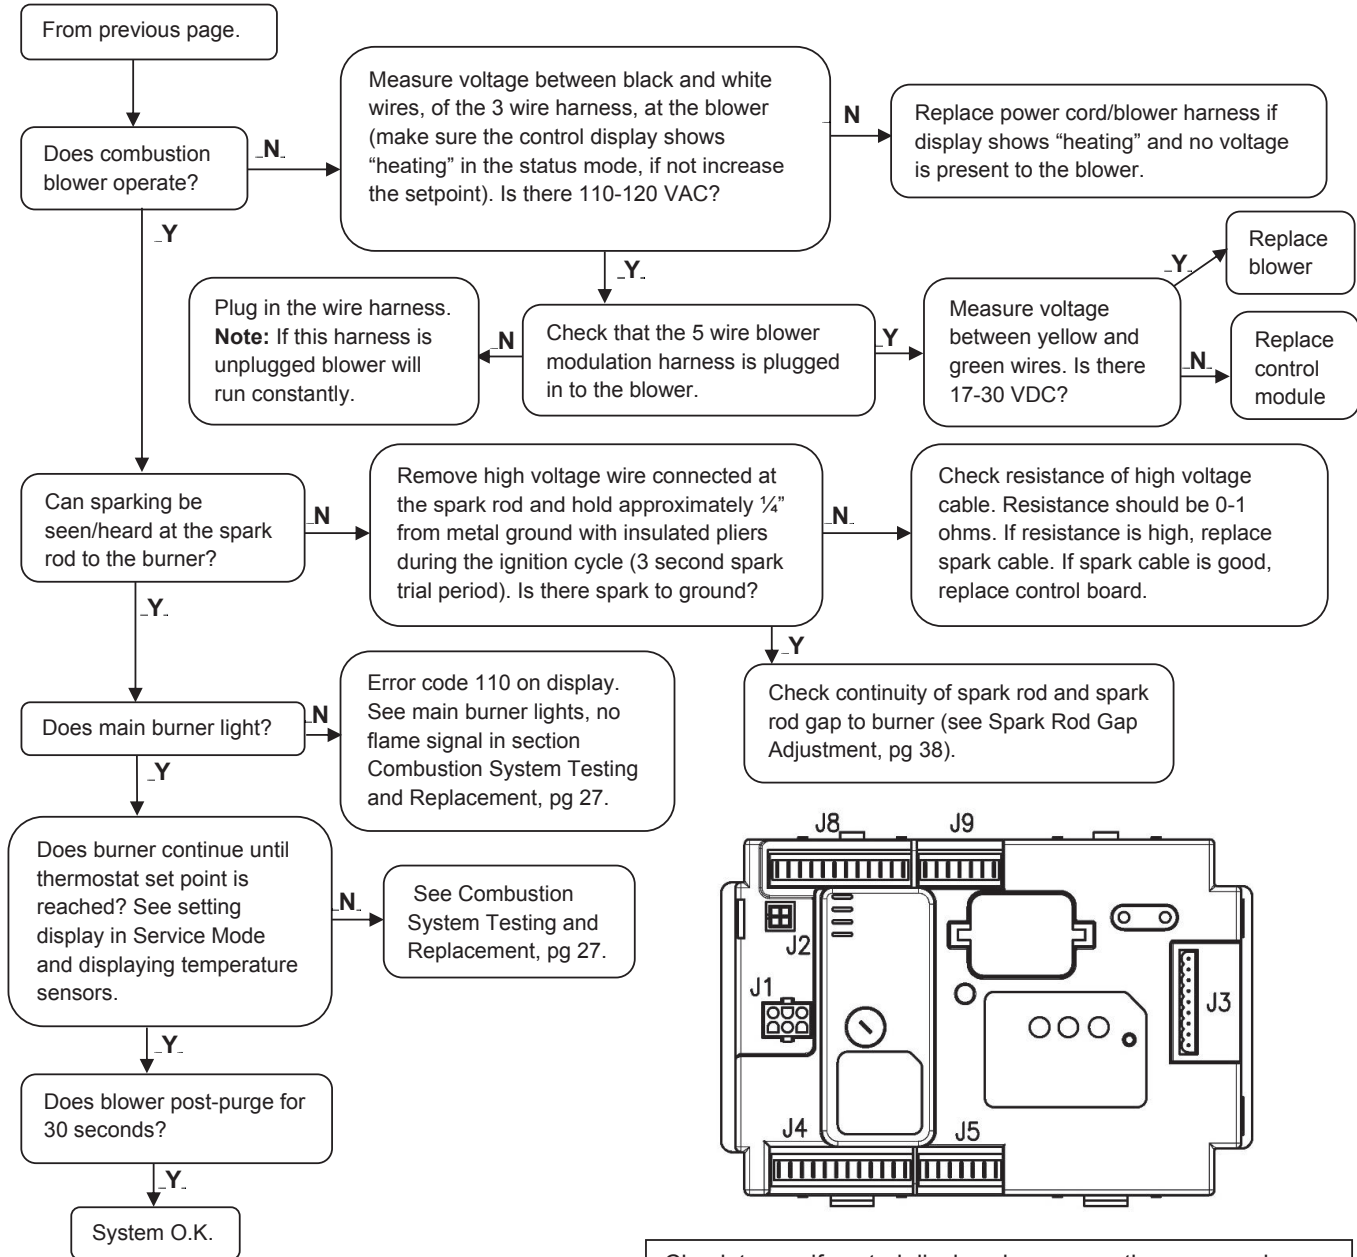 From previous page.
Does combustion
blower operate?
N
Measure voltage between black and white
wires, of the 3 wire harness, at the blower
(make sure the control display shows
“heating” in the status mode, if not increase
the setpoint). Is there 110-120 VAC?
N
Replace power cord/blower harness if
display shows “heating” and no voltage
is present to the blower.
Y
Y
Plug in the wire harness.
Note: If this harness is
unplugged blower will
run constantly.
N
Check that the 5 wire blower
modulation harness is plugged
in to the blower.
Y
Measure voltage
between yellow and
green wires. Is there
17-30 VDC?
Y
Replace
blower
N
Replace
control
module
Can sparking be
seen/heard at the spark
rod to the burner?
N
Remove high voltage wire connected at
the spark rod and hold approximately ¼”
from metal ground with insulated pliers
during the ignition cycle (3 second spark
trial period). Is there spark to ground?
N
Check resistance of high voltage
cable. Resistance should be 0-1
ohms. If resistance is high, replace
spark cable. If spark cable is good,
replace control board.
Y
Y
Check continuity of spark rod and spark
rod gap to burner (see Spark Rod Gap
Adjustment, pg 38).
Does main burner light?
N
Error code 110 on display.
See main burner lights, no
flame signal in section
Combustion System Testing
and Replacement, pg 27.
Y
Does burner continue until
thermostat set point is
reached? See setting
display in Service Mode
and displaying temperature
sensors.
N
See Combustion
System Testing and
Replacement, pg 27.
Y
Does blower post-purge for
30 seconds?
Y
System O.K.
J8
J9
J2
J1
J3
J4
J5